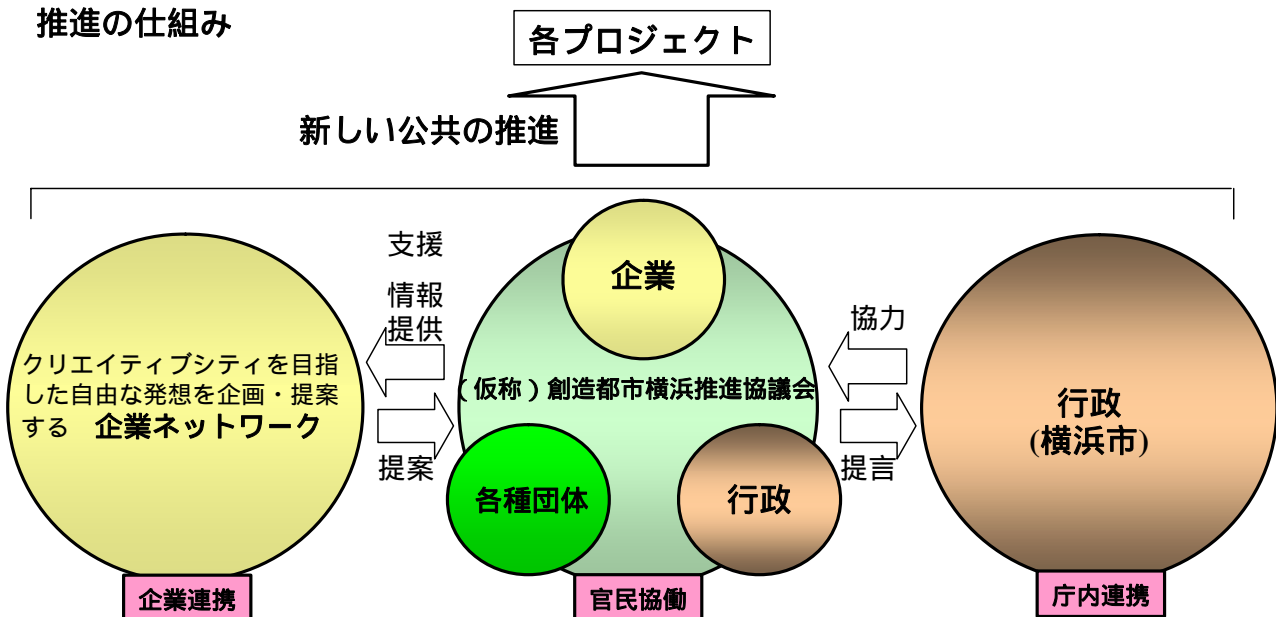 推進の仕組み
各プロジェクト
新しい公共の推進
支援
情報
提供
企業
協力
クリエイティブシティを目指
した自由な発想を企画・提案
する 企業ネットワーク
(仮称)創造都市横浜推進協議会
行政
(横浜市)
提案
提言
各種団体
行政
企業連携
官民協働
庁内連携